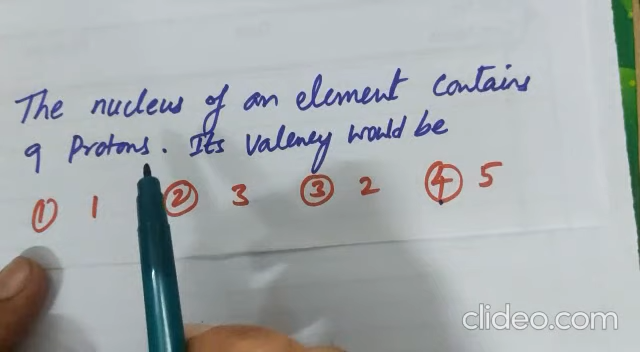 The nucleus of an element contains
9 Protons. Its Valency would be
① 1 ② 3 ③ 2 ④ 5
clideo.com